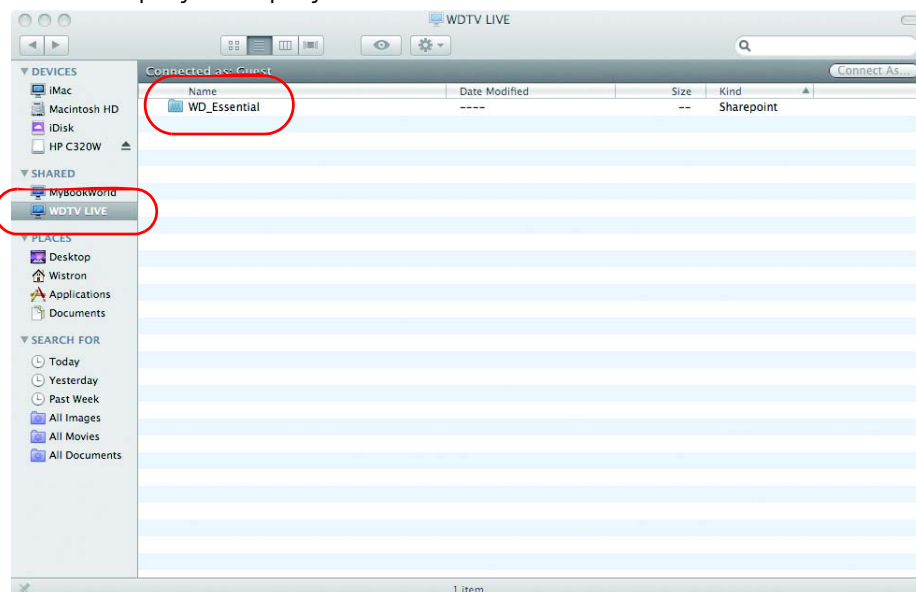 WDTV LIVE
Connected as: Guest
Connect As...
Name Date Modified Size Kind
WD_Essential ---- -- Sharepoint
DEVICES
iMac
Macintosh HD
iDisk
HP C320W
SHARED
MyBookWorld
WDTV LIVE
PLACES
Desktop
Wistron
Applications
Documents
SEARCH FOR
Today
Yesterday
Past Week
All Images
All Movies
All Documents
1 item